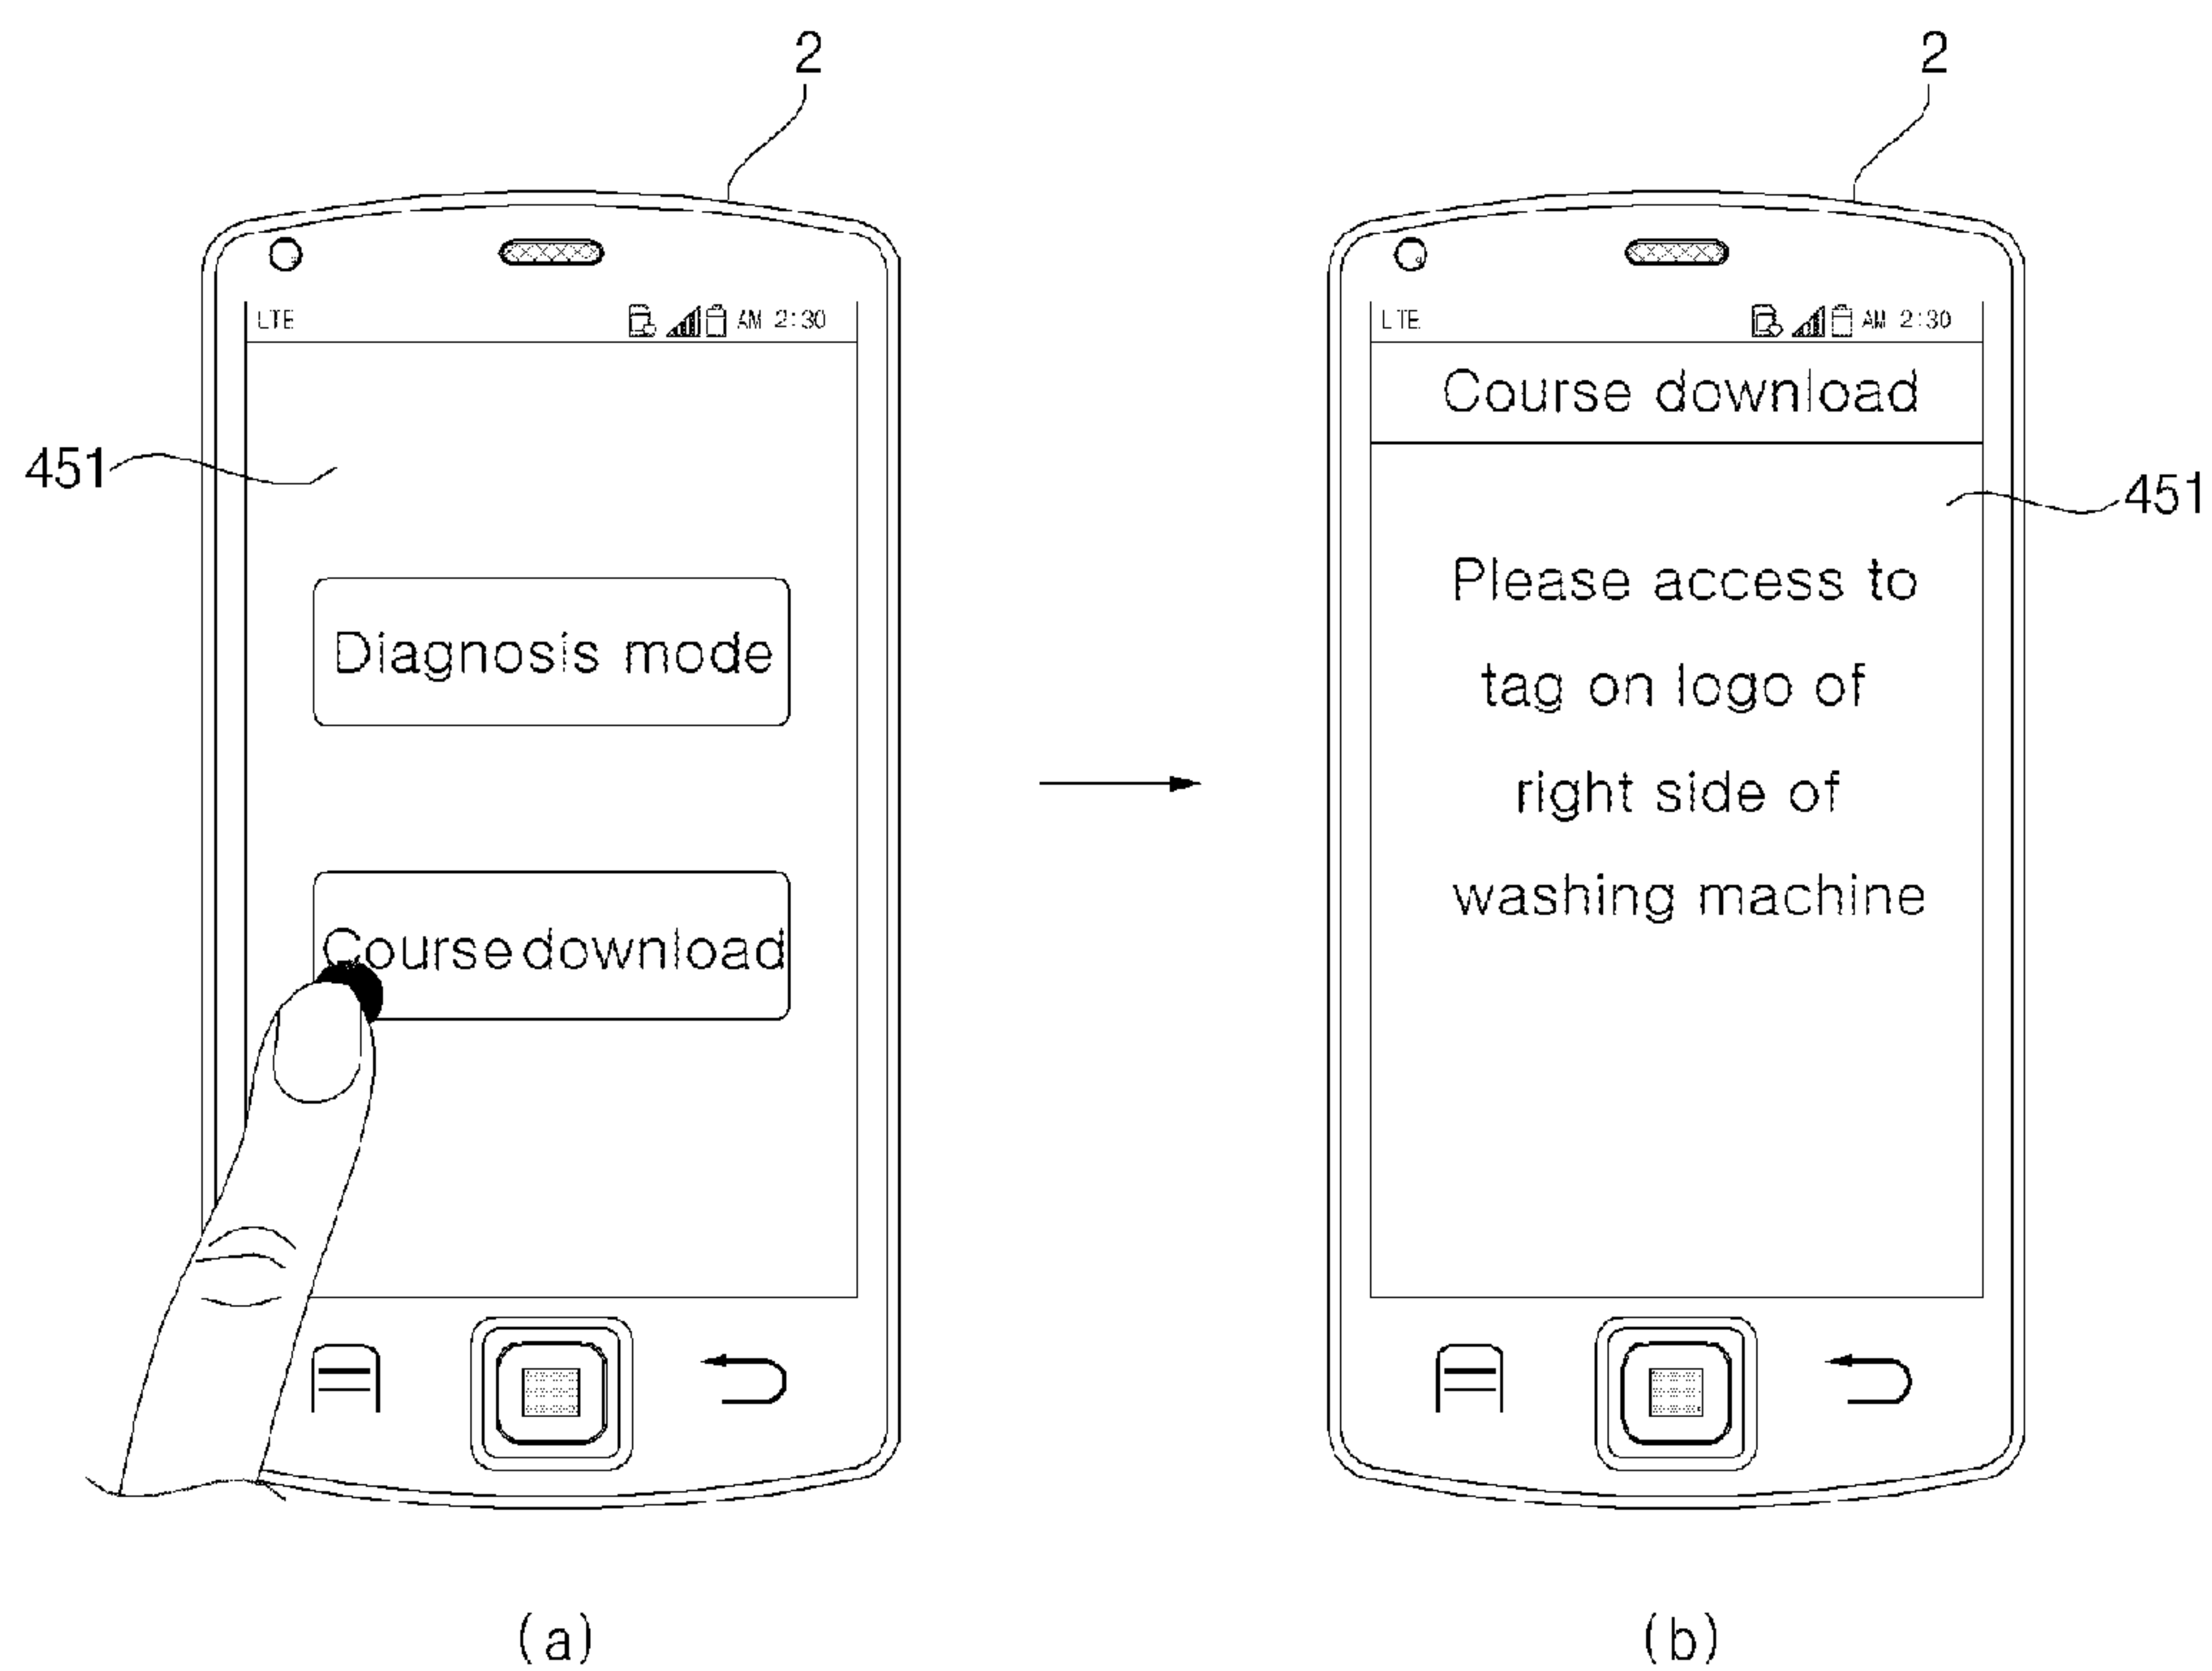 2
2
LTE
AM 2:30
LTE
AM 2:30
Course download
451
451
Diagnosis mode
Course download
Please access to
tag on logo of
right side of
washing machine
(a)
(b)